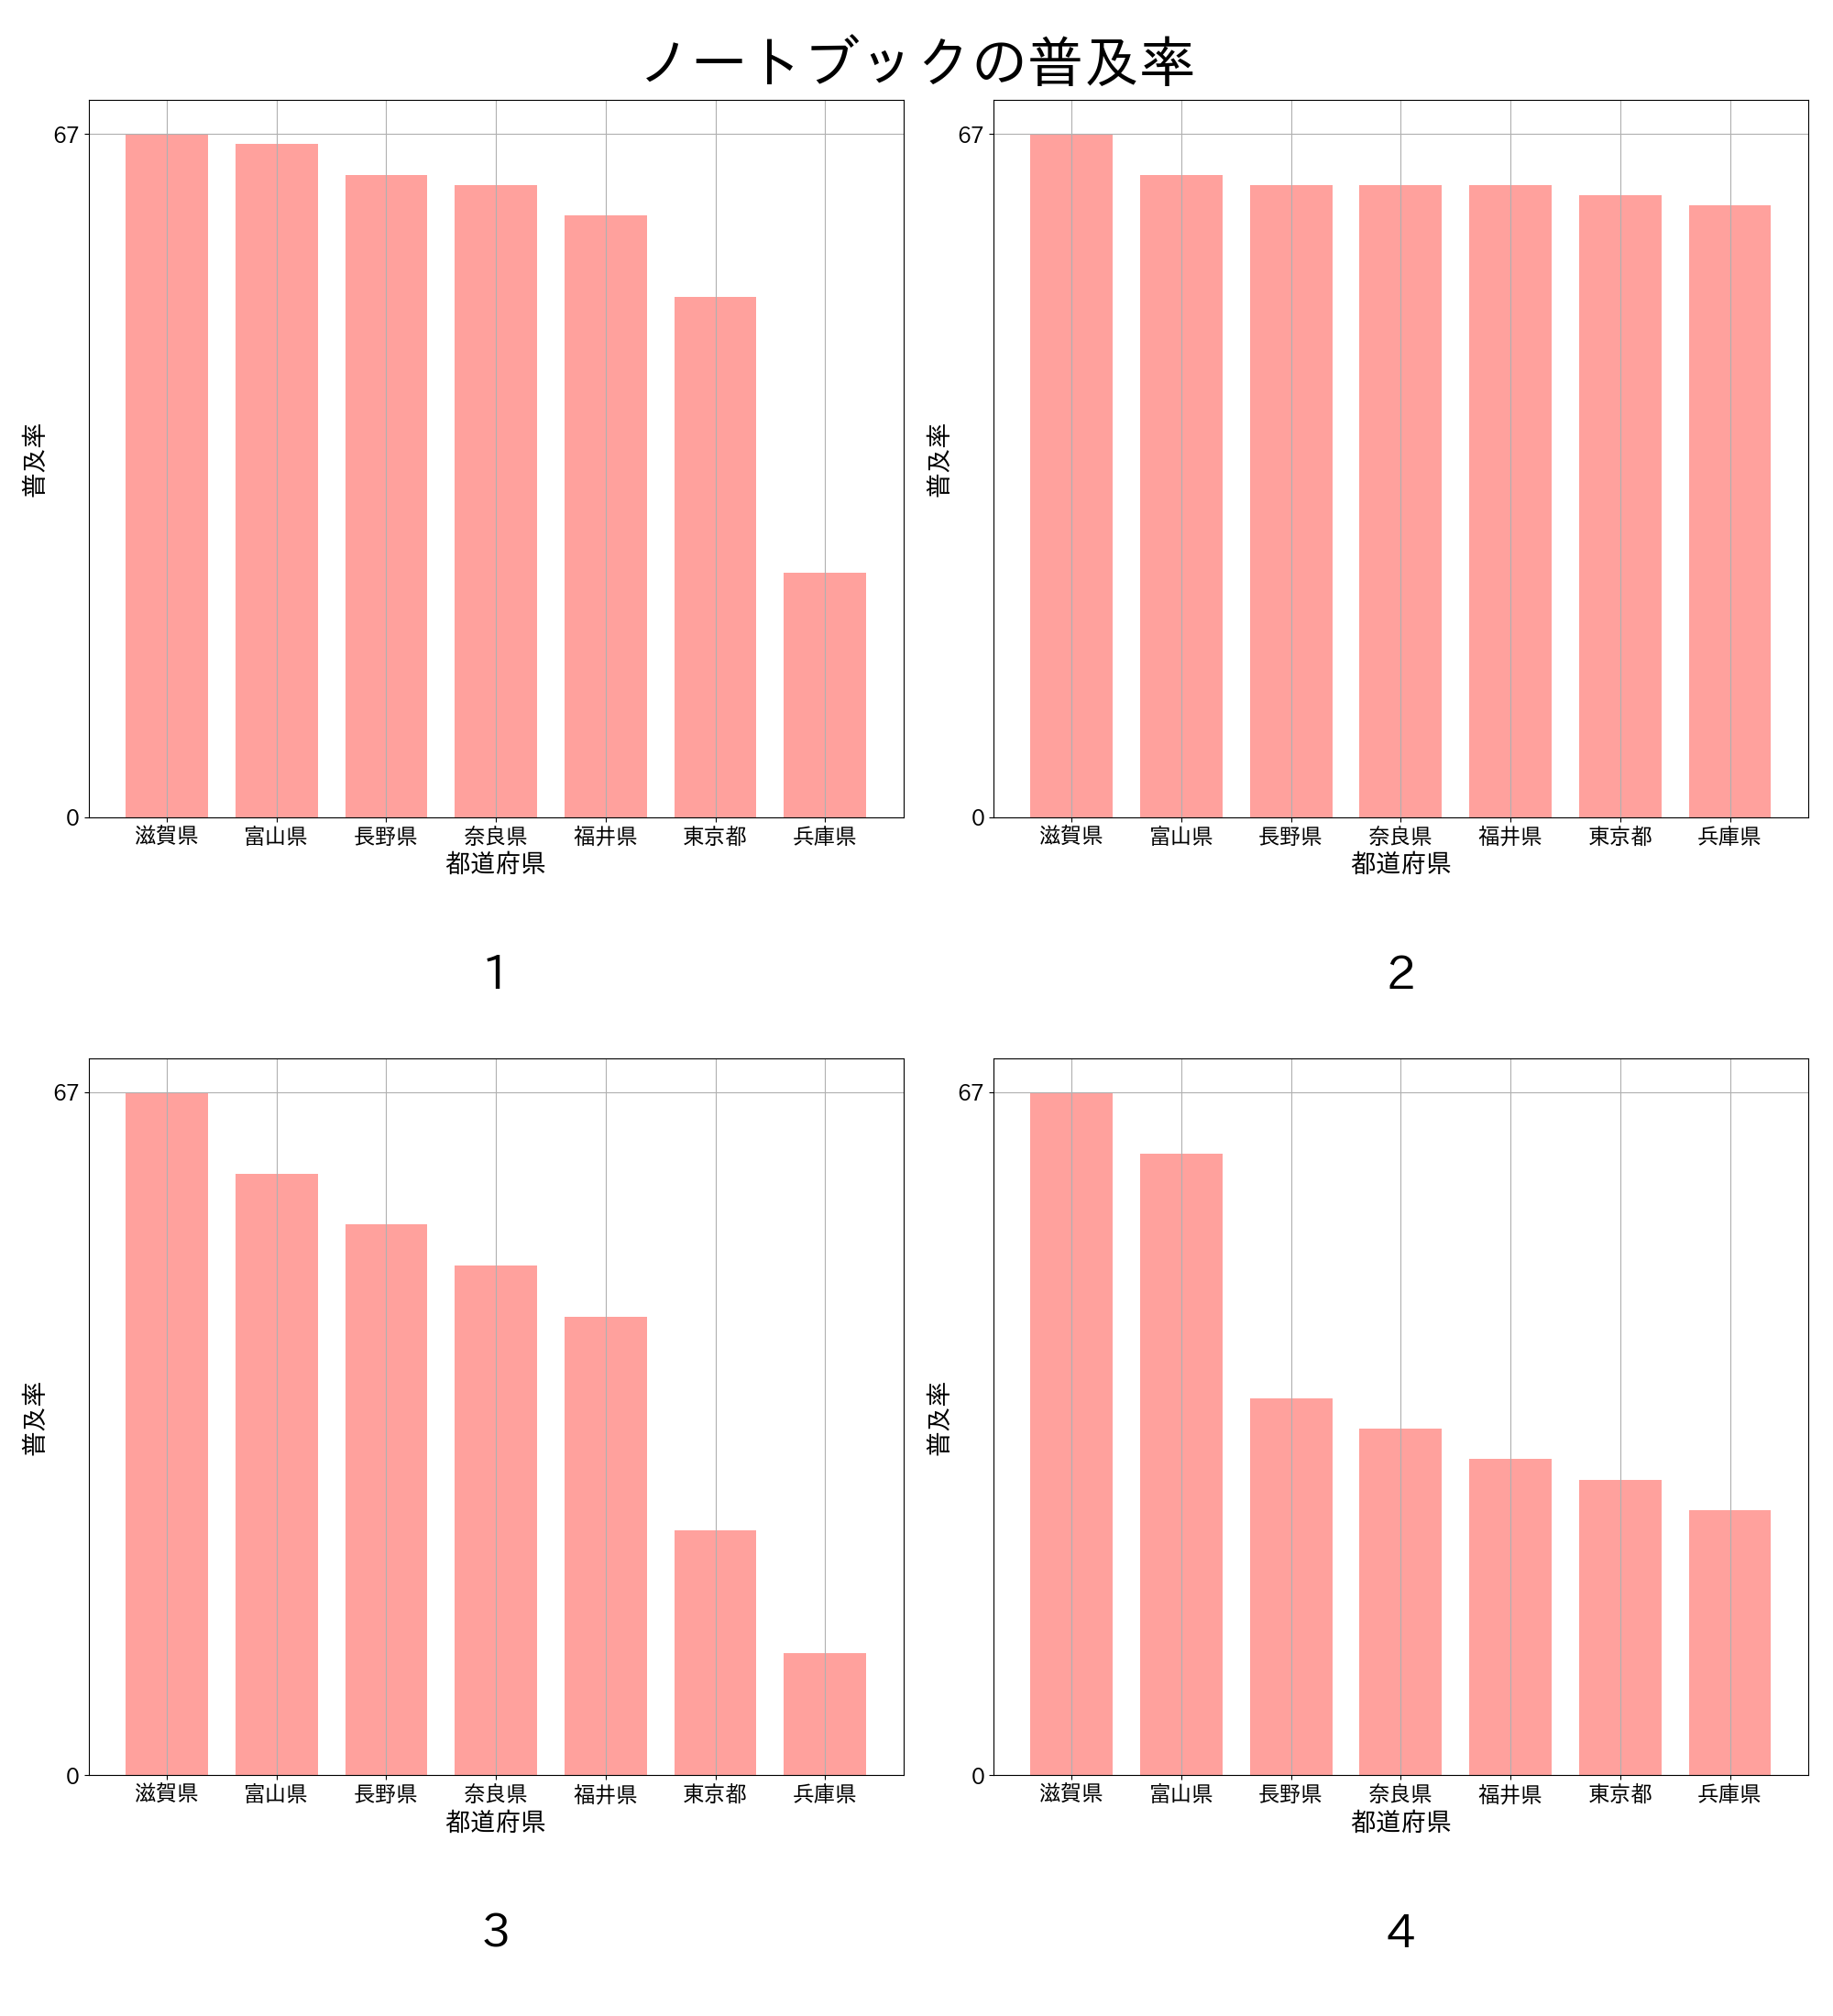 ノートブックの普及率
67
0
普及率
滋賀県 富山県 長野県 奈良県 福井県 東京都 兵庫県
都道府県
1
67
0
普及率
滋賀県 富山県 長野県 奈良県 福井県 東京都 兵庫県
都道府県
2
67
0
普及率
滋賀県 富山県 長野県 奈良県 福井県 東京都 兵庫県
都道府県
3
67
0
普及率
滋賀県 富山県 長野県 奈良県 福井県 東京都 兵庫県
都道府県
4